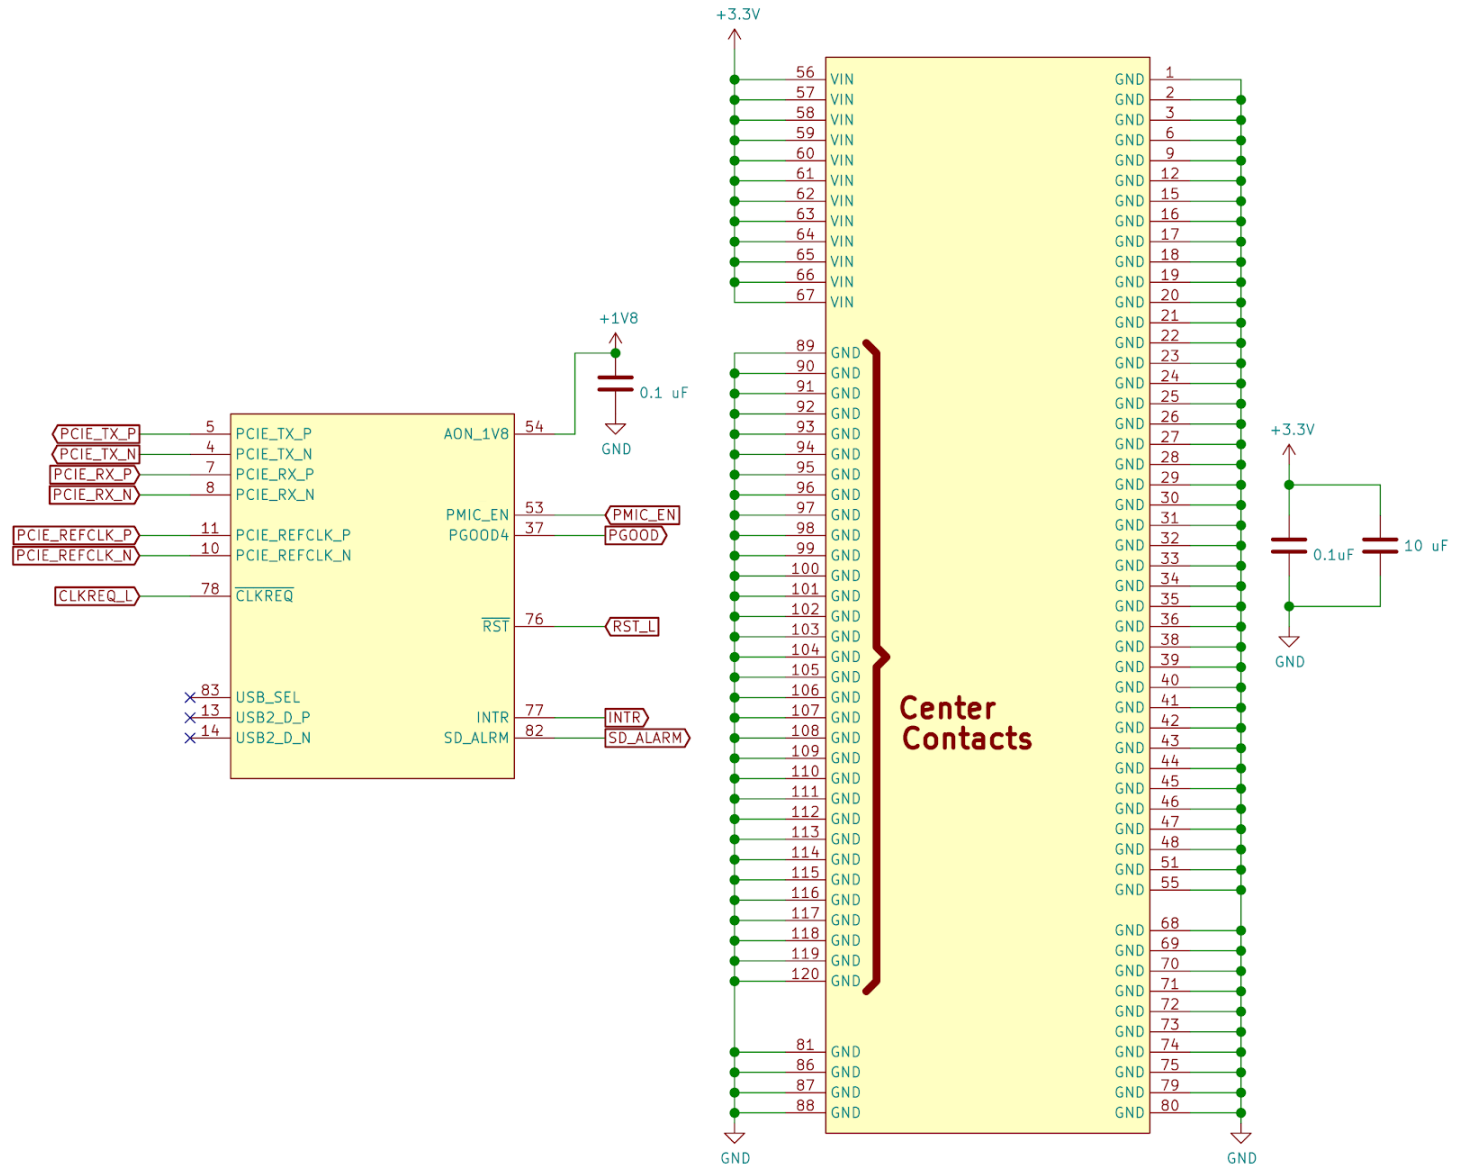 +3.3V
56 VIN
57 VIN
58 VIN
59 VIN
60 VIN
61 VIN
62 VIN
63 VIN
64 VIN
65 VIN
66 VIN
67 VIN
89 GND
90 GND
91 GND
92 GND
93 GND
94 GND
95 GND
96 GND
97 GND
98 GND
99 GND
100 GND
101 GND
102 GND
103 GND
104 GND
105 GND
106 GND
107 GND
108 GND
109 GND
110 GND
111 GND
112 GND
113 GND
114 GND
115 GND
116 GND
117 GND
118 GND
119 GND
120 GND
81 GND
86 GND
87 GND
88 GND
GND
Center
Contacts
GND 1
GND 2
GND 3
GND 6
GND 9
GND 12
GND 15
GND 16
GND 17
GND 18
GND 19
GND 20
GND 21
GND 22
GND 23
GND 24
GND 25
GND 26
GND 27
GND 28
GND 29
GND 30
GND 31
GND 32
GND 33
GND 34
GND 35
GND 36
GND 38
GND 39
GND 40
GND 41
GND 42
GND 43
GND 44
GND 45
GND 46
GND 47
GND 48
GND 51
GND 55
GND 68
GND 69
GND 70
GND 71
GND 72
GND 73
GND 74
GND 75
GND 79
GND 80
GND
+1V8
0.1 uF
GND
PCIE_TX_P 5 PCIE_TX_P
PCIE_TX_N 4 PCIE_TX_N
PCIE_RX_P 7 PCIE_RX_P
PCIE_RX_N 8 PCIE_RX_N
PCIE_REFCLK_P 11 PCIE_REFCLK_P
PCIE_REFCLK_N 10 PCIE_REFCLK_N
CLKREQ_L 78 CLKREQ
83 USB_SEL
13 USB2_D_P
14 USB2_D_N
AON_1V8 54
PMIC_EN 53 PMIC_EN
PGOOD4 37 PGOOD
RST 76 RST_L
INTR 77 INTR
SD_ALRM 82 SD_ALARM
+3.3V
0.1uF
10 uF
GND